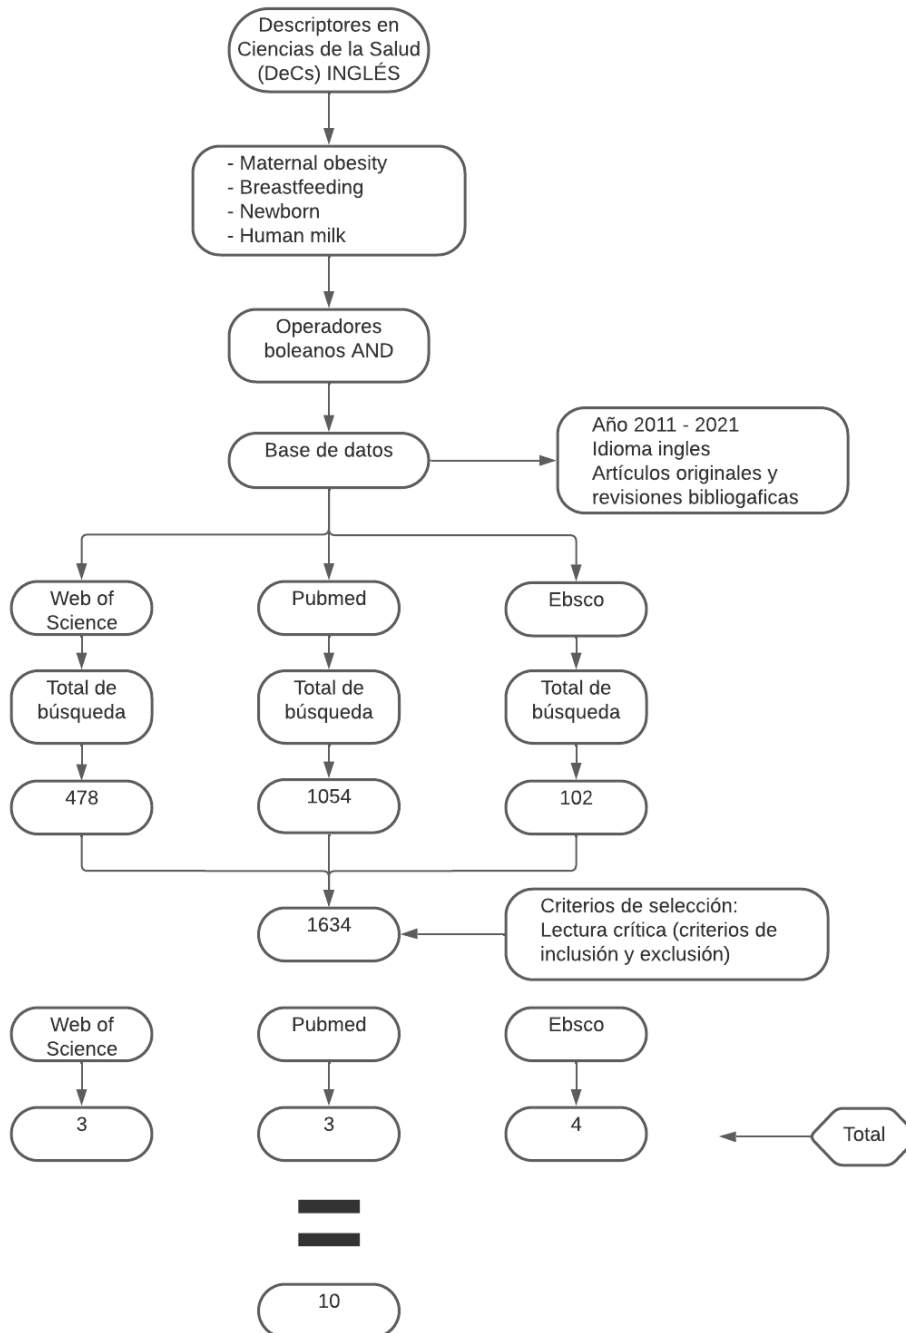 Descriptores en
Ciencias de la Salud
(DeCs) INGLÉS
- Maternal obesity
- Breastfeeding
- Newborn
- Human milk
Operadores
boleanos AND
Base de datos
Año 2011 - 2021
Idioma ingles
Artículos originales y
revisiones bibliogaficas
Web of
Science
Pubmed
Ebsco
Total de
búsqueda
Total de
búsqueda
Total de
búsqueda
478
1054
102
1634
Criterios de selección:
Lectura crítica (criterios de
inclusión y exclusión)
Web of
Science
Pubmed
Ebsco
3
3
4
Total
10